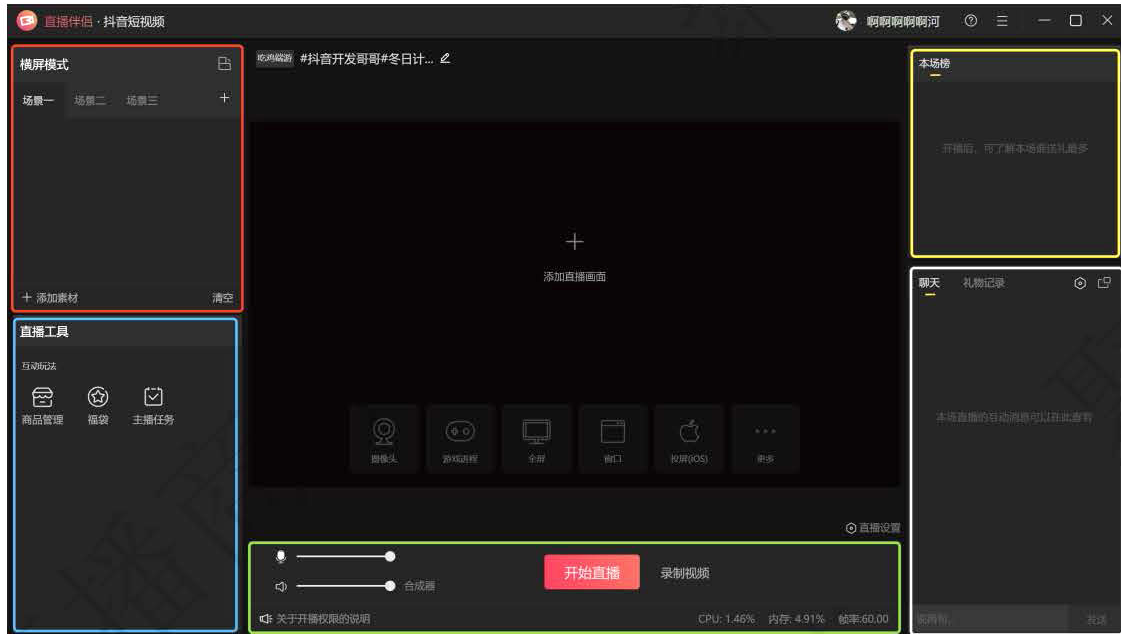 直播伴侣 · 抖音短视频
啊啊啊啊啊河
横屏模式
场景一 场景二 场景三
+ 添加素材 清空
直播工具
互动玩法
商品管理 福袋 主播任务
吃鸡端游 #抖音开发哥哥#冬日计...
添加直播画面
摄像头 游戏进程 全屏 窗口 投屏(iOS) 更多
直播设置
合成器
开始直播 录制视频
关于开播权限的说明
CPU: 1.46% 内存: 4.91% 帧率:60.00
本场榜
开播后，可了解本场谁送礼最多
聊天 礼物记录
本场直播的互动消息可以在此查看
说两句...
发送